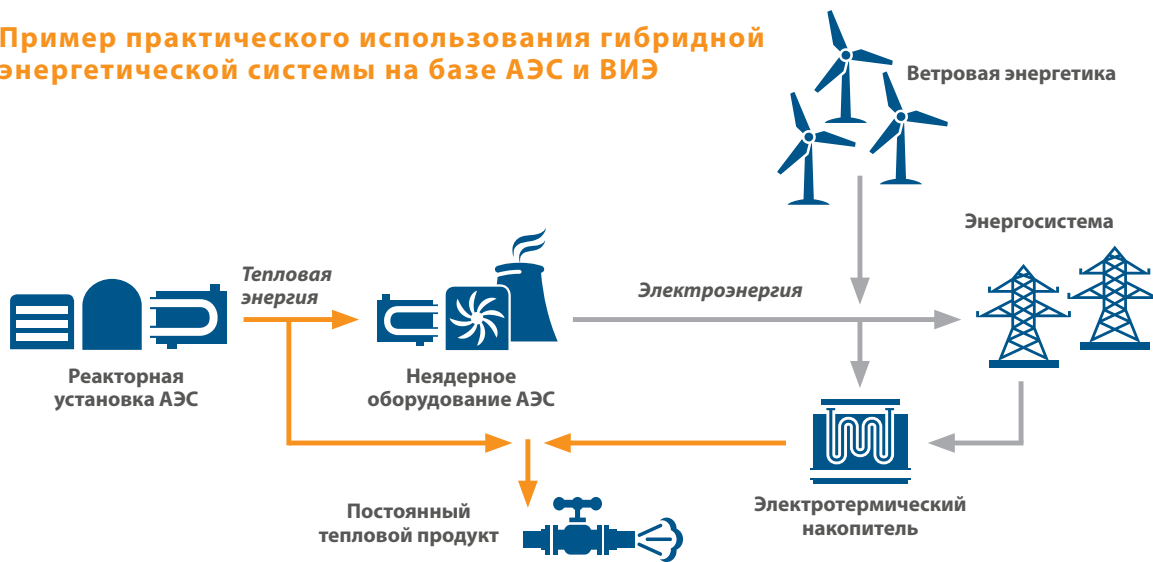 Пример практического использования гибридной
энергетической системы на базе АЭС и ВИЭ
Ветровая энергетика
Энергосистема
Тепловая
энергия
Электроэнергия
Реакторная
установка АЭС
Неядерное
оборудование АЭС
Электротермический
накопитель
Постоянный
тепловой продукт